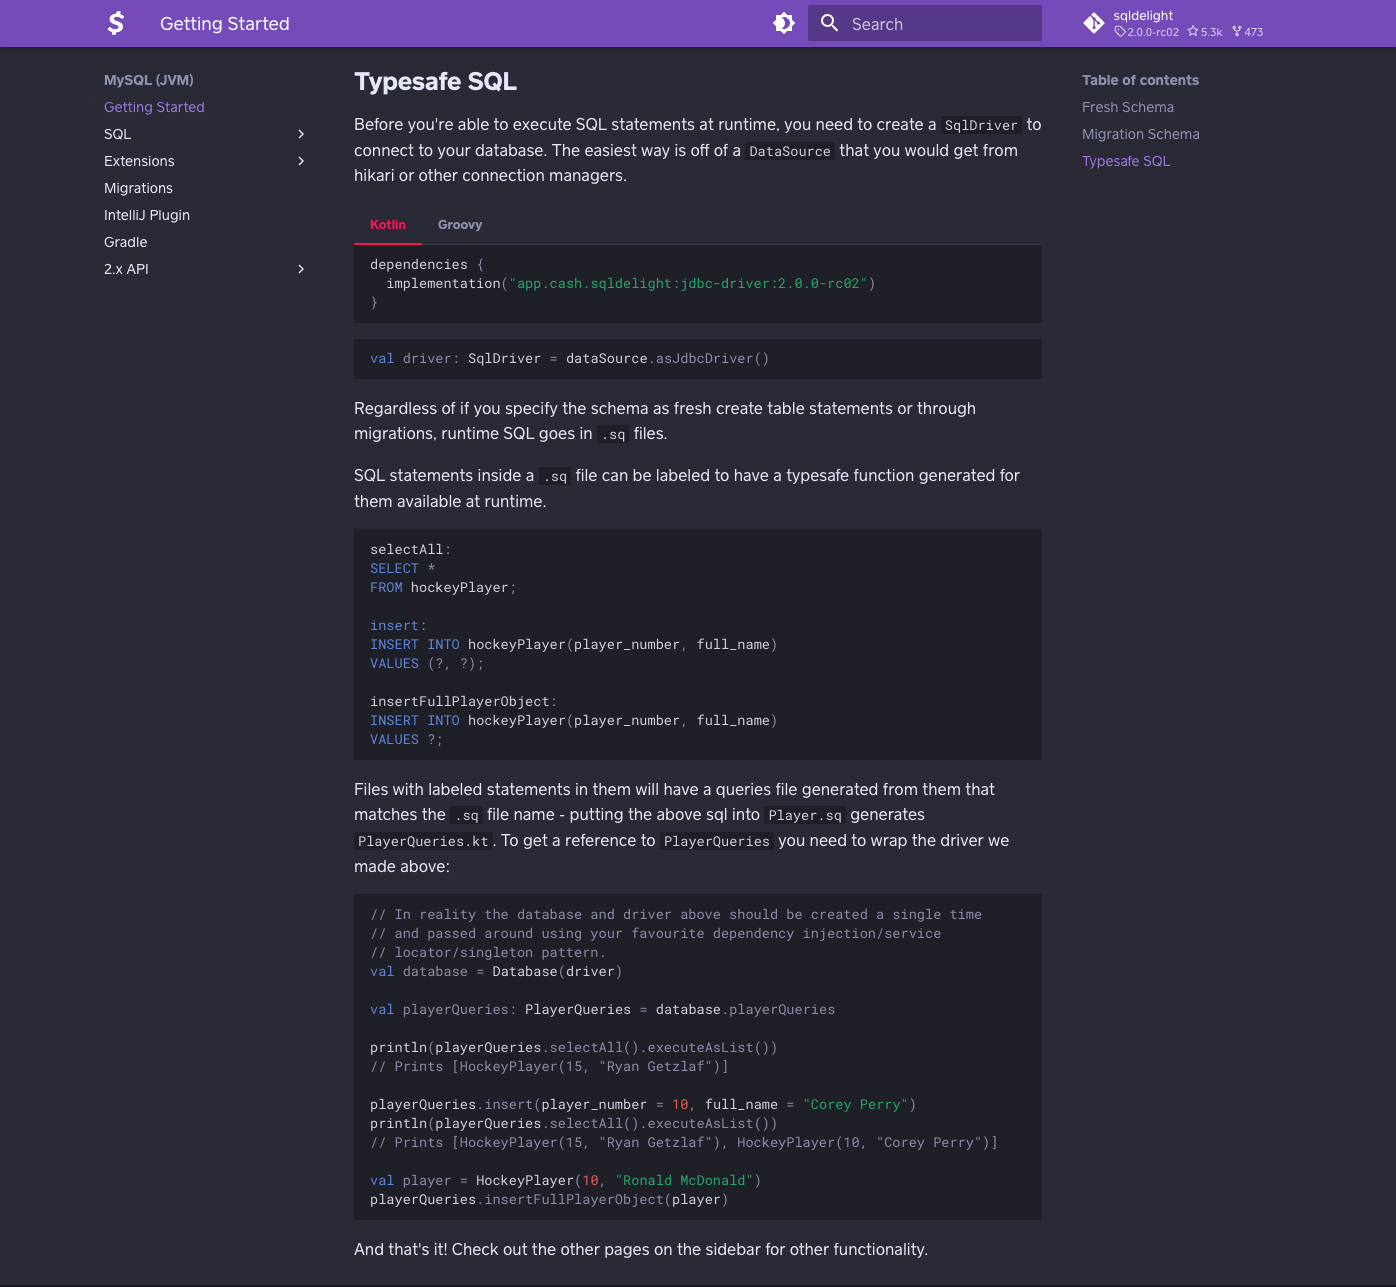 Getting Started
Search
sqldelight
2.0.0-rc02 5.3k 473
MySQL (JVM)
Getting Started
SQL
Extensions
Migrations
IntelliJ Plugin
Gradle
2.x API
Typesafe SQL
Before you're able to execute SQL statements at runtime, you need to create a SqlDriver to
connect to your database. The easiest way is off of a DataSource that you would get from
hikari or other connection managers.
Kotlin Groovy
dependencies {
  implementation("app.cash.sqldelight:jdbc-driver:2.0.0-rc02")
}
val driver: SqlDriver = dataSource.asJdbcDriver()
Regardless of if you specify the schema as fresh create table statements or through
migrations, runtime SQL goes in .sq files.
SQL statements inside a .sq file can be labeled to have a typesafe function generated for
them available at runtime.
selectAll:
SELECT *
FROM hockeyPlayer;
insert:
INSERT INTO hockeyPlayer(player_number, full_name)
VALUES (?, ?);
insertFullPlayerObject:
INSERT INTO hockeyPlayer(player_number, full_name)
VALUES ?;
Files with labeled statements in them will have a queries file generated from them that
matches the .sq file name - putting the above sql into Player.sq generates
PlayerQueries.kt. To get a reference to PlayerQueries you need to wrap the driver we
made above:
// In reality the database and driver above should be created a single time
// and passed around using your favourite dependency injection/service
// locator/singleton pattern.
val database = Database(driver)
val playerQueries: PlayerQueries = database.playerQueries
println(playerQueries.selectAll().executeAsList())
// Prints [HockeyPlayer(15, "Ryan Getzlaf")]
playerQueries.insert(player_number = 10, full_name = "Corey Perry")
println(playerQueries.selectAll().executeAsList())
// Prints [HockeyPlayer(15, "Ryan Getzlaf"), HockeyPlayer(10, "Corey Perry")]
val player = HockeyPlayer(10, "Ronald McDonald")
playerQueries.insertFullPlayerObject(player)
And that's it! Check out the other pages on the sidebar for other functionality.
Table of contents
Fresh Schema
Migration Schema
Typesafe SQL